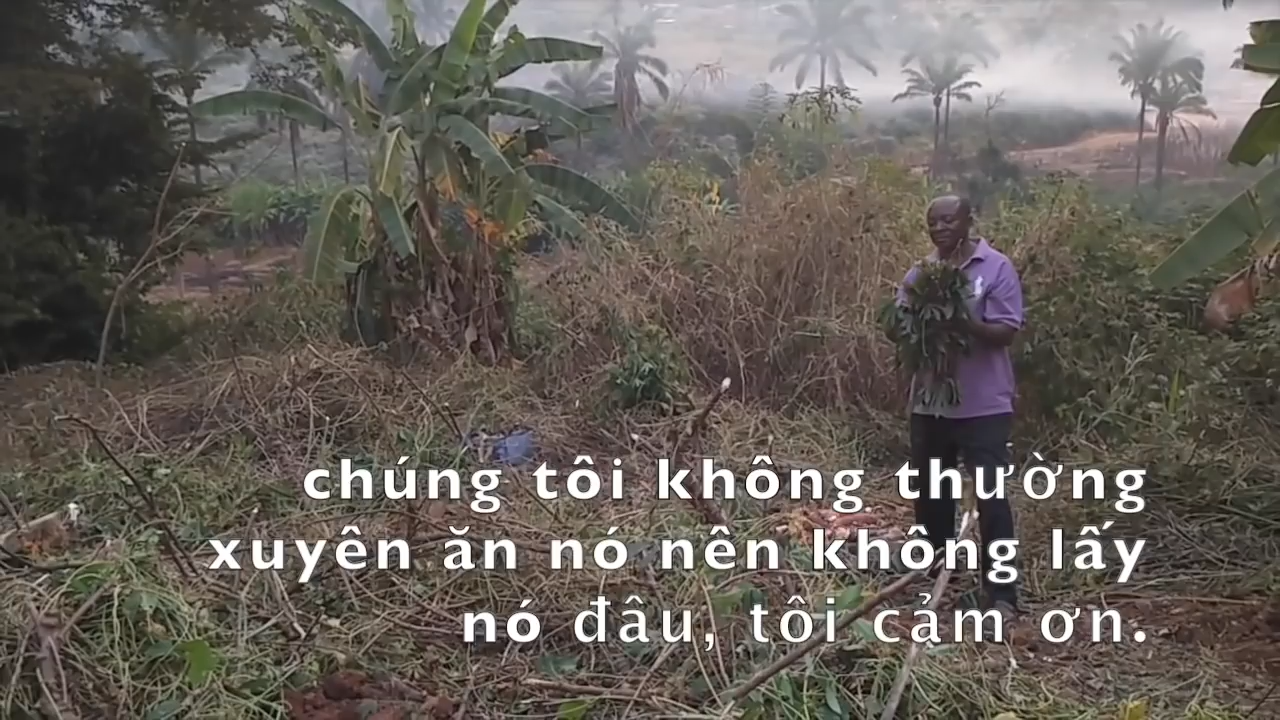 chúng tôi không thường
xuyên ăn nó nên không lấy
nó đâu, tôi cảm ơn.